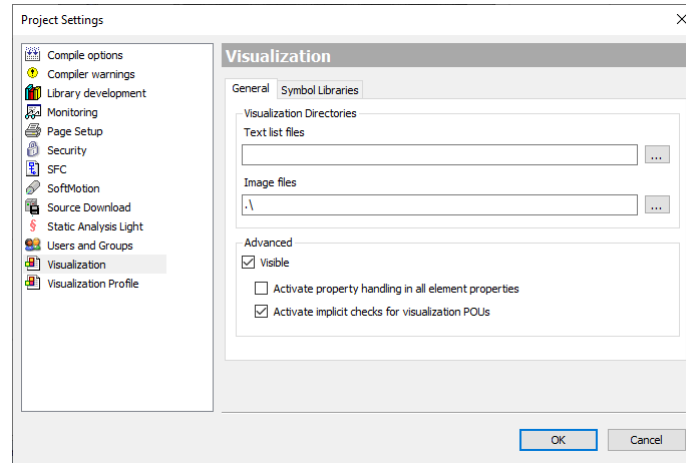 Project Settings
Compile options
Compiler warnings
Library development
Monitoring
Page Setup
Security
SFC
SoftMotion
Source Download
Static Analysis Light
Users and Groups
Visualization
Visualization Profile
Visualization
General
Symbol Libraries
Visualization Directories
Text list files
...
Image files
.\
...
Advanced
Visible
Activate property handling in all element properties
Activate implicit checks for visualization POUs
OK
Cancel